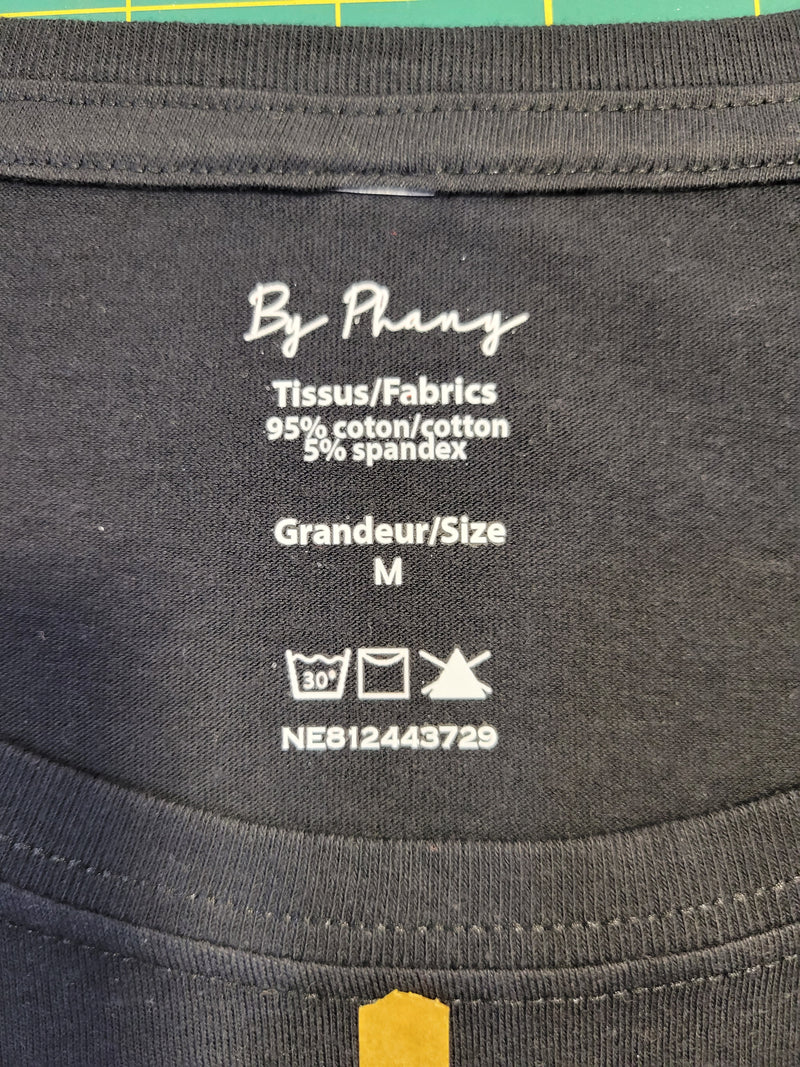 By Phany
Tissus/Fabrics
95% coton/cotton
5% spandex
Grandeur/Size
M
30°
NE812443729